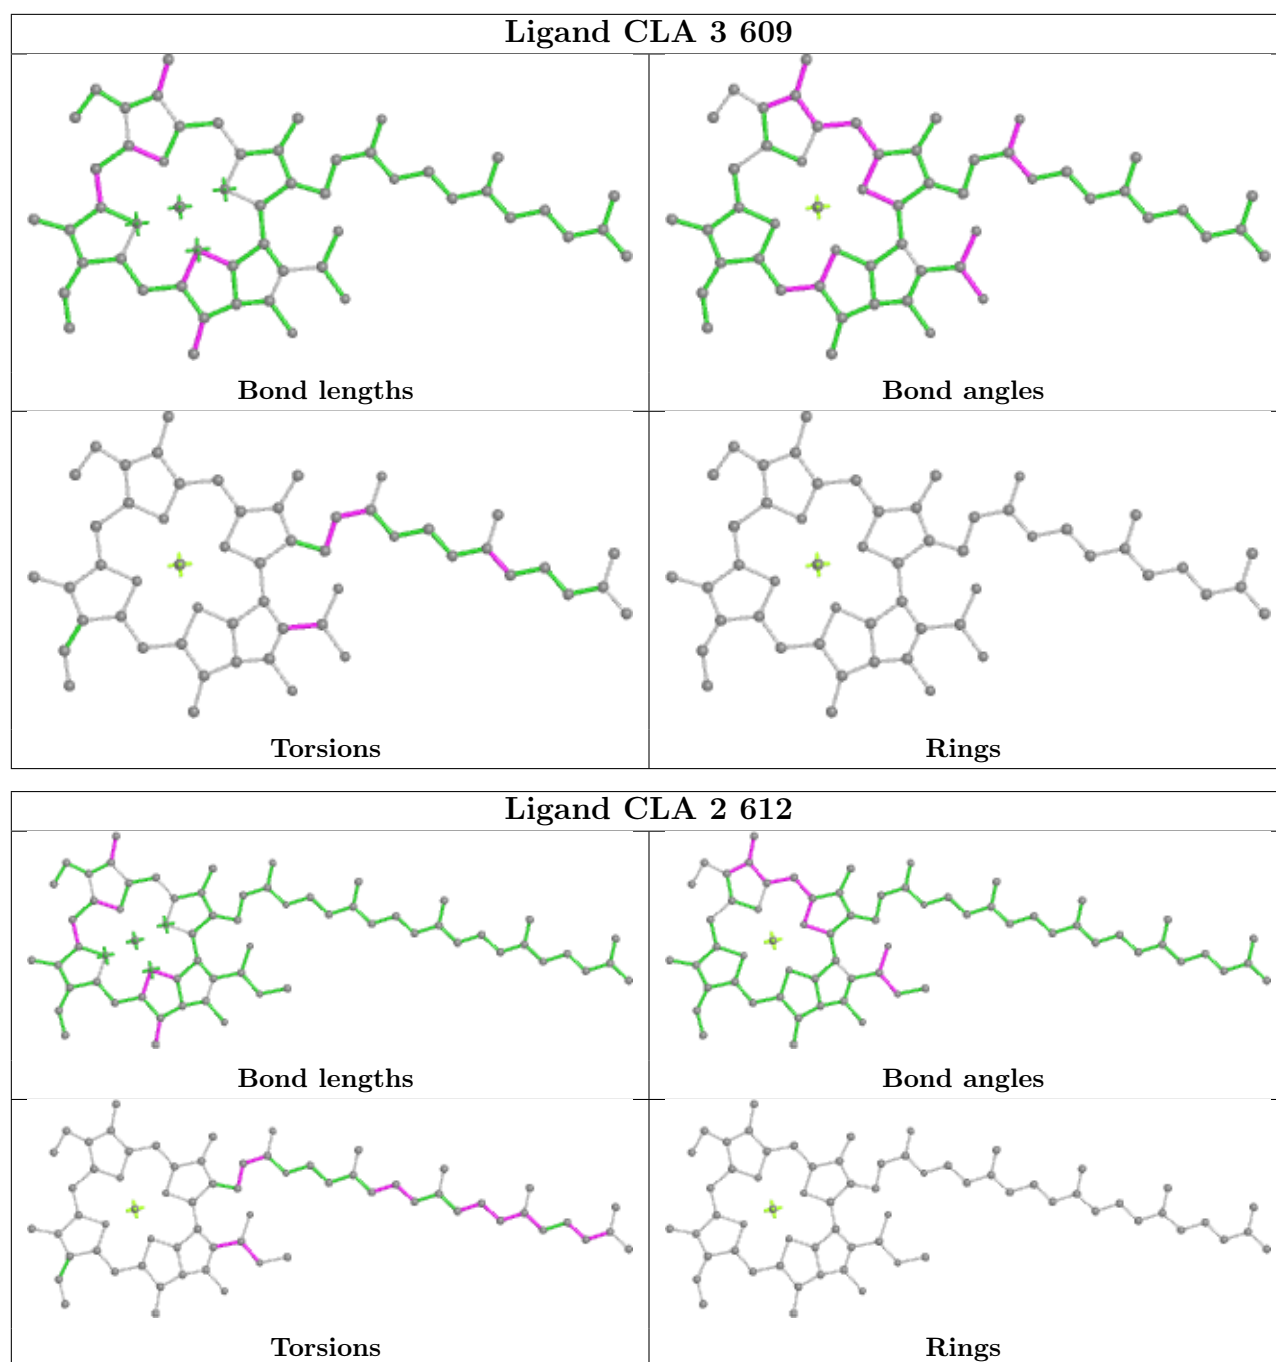 Ligand CLA 3 609
Bond lengths
Bond angles
Torsions
Rings
Ligand CLA 2 612
Bond lengths
Bond angles
Torsions
Rings